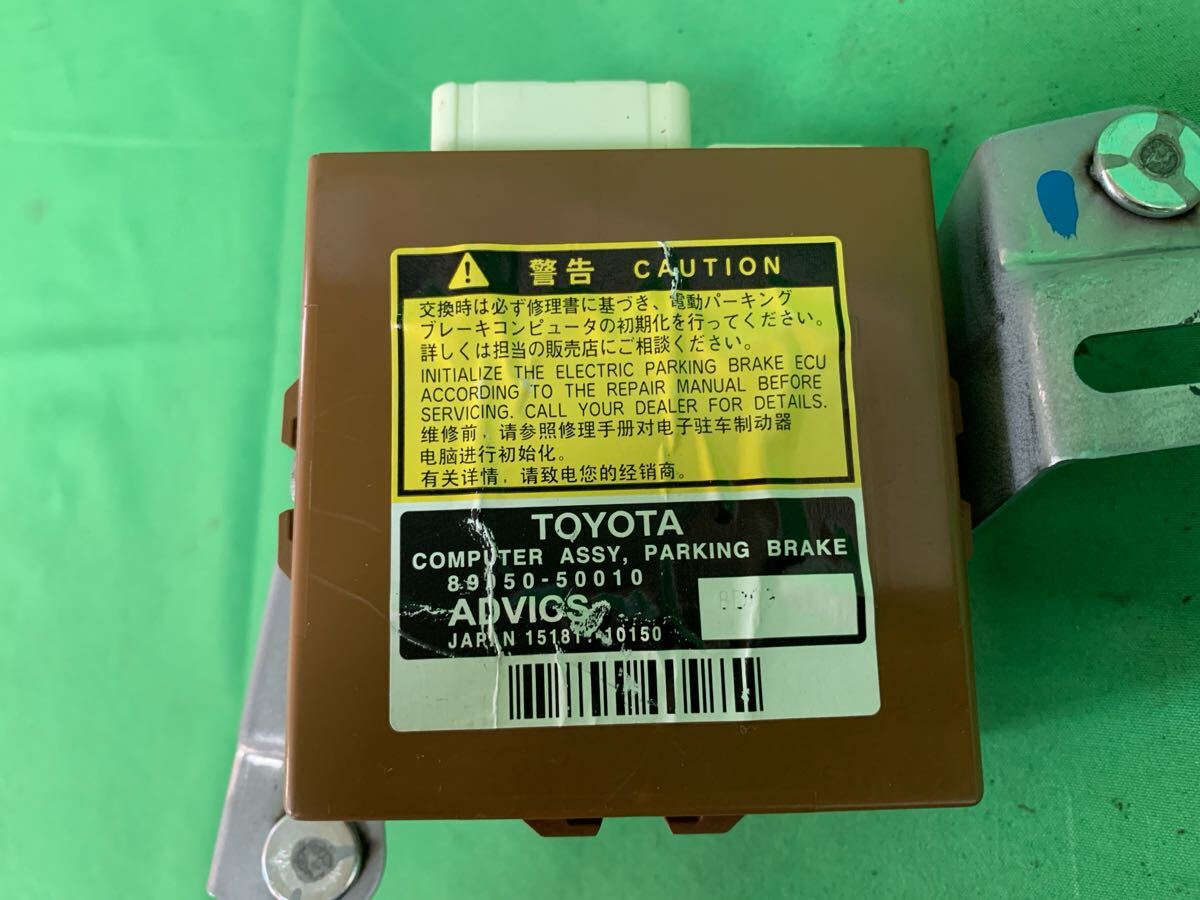 警告 CAUTION
交換時は必ず修理書に基づき、電動パーキング
ブレーキコンピュータの初期化を行ってください。
詳しくは担当の販売店にご相談ください。
INITIALIZE THE ELECTRIC PARKING BRAKE ECU
ACCORDING TO THE REPAIR MANUAL BEFORE
SERVICING. CALL YOUR DEALER FOR DETAILS.
维修前，请参照修理手册对电子驻车制动器
电脑进行初始化。
有关详情，请致电您的经销商。
TOYOTA
COMPUTER ASSY, PARKING BRAKE
89050-50010
ADVICS
JAPAN